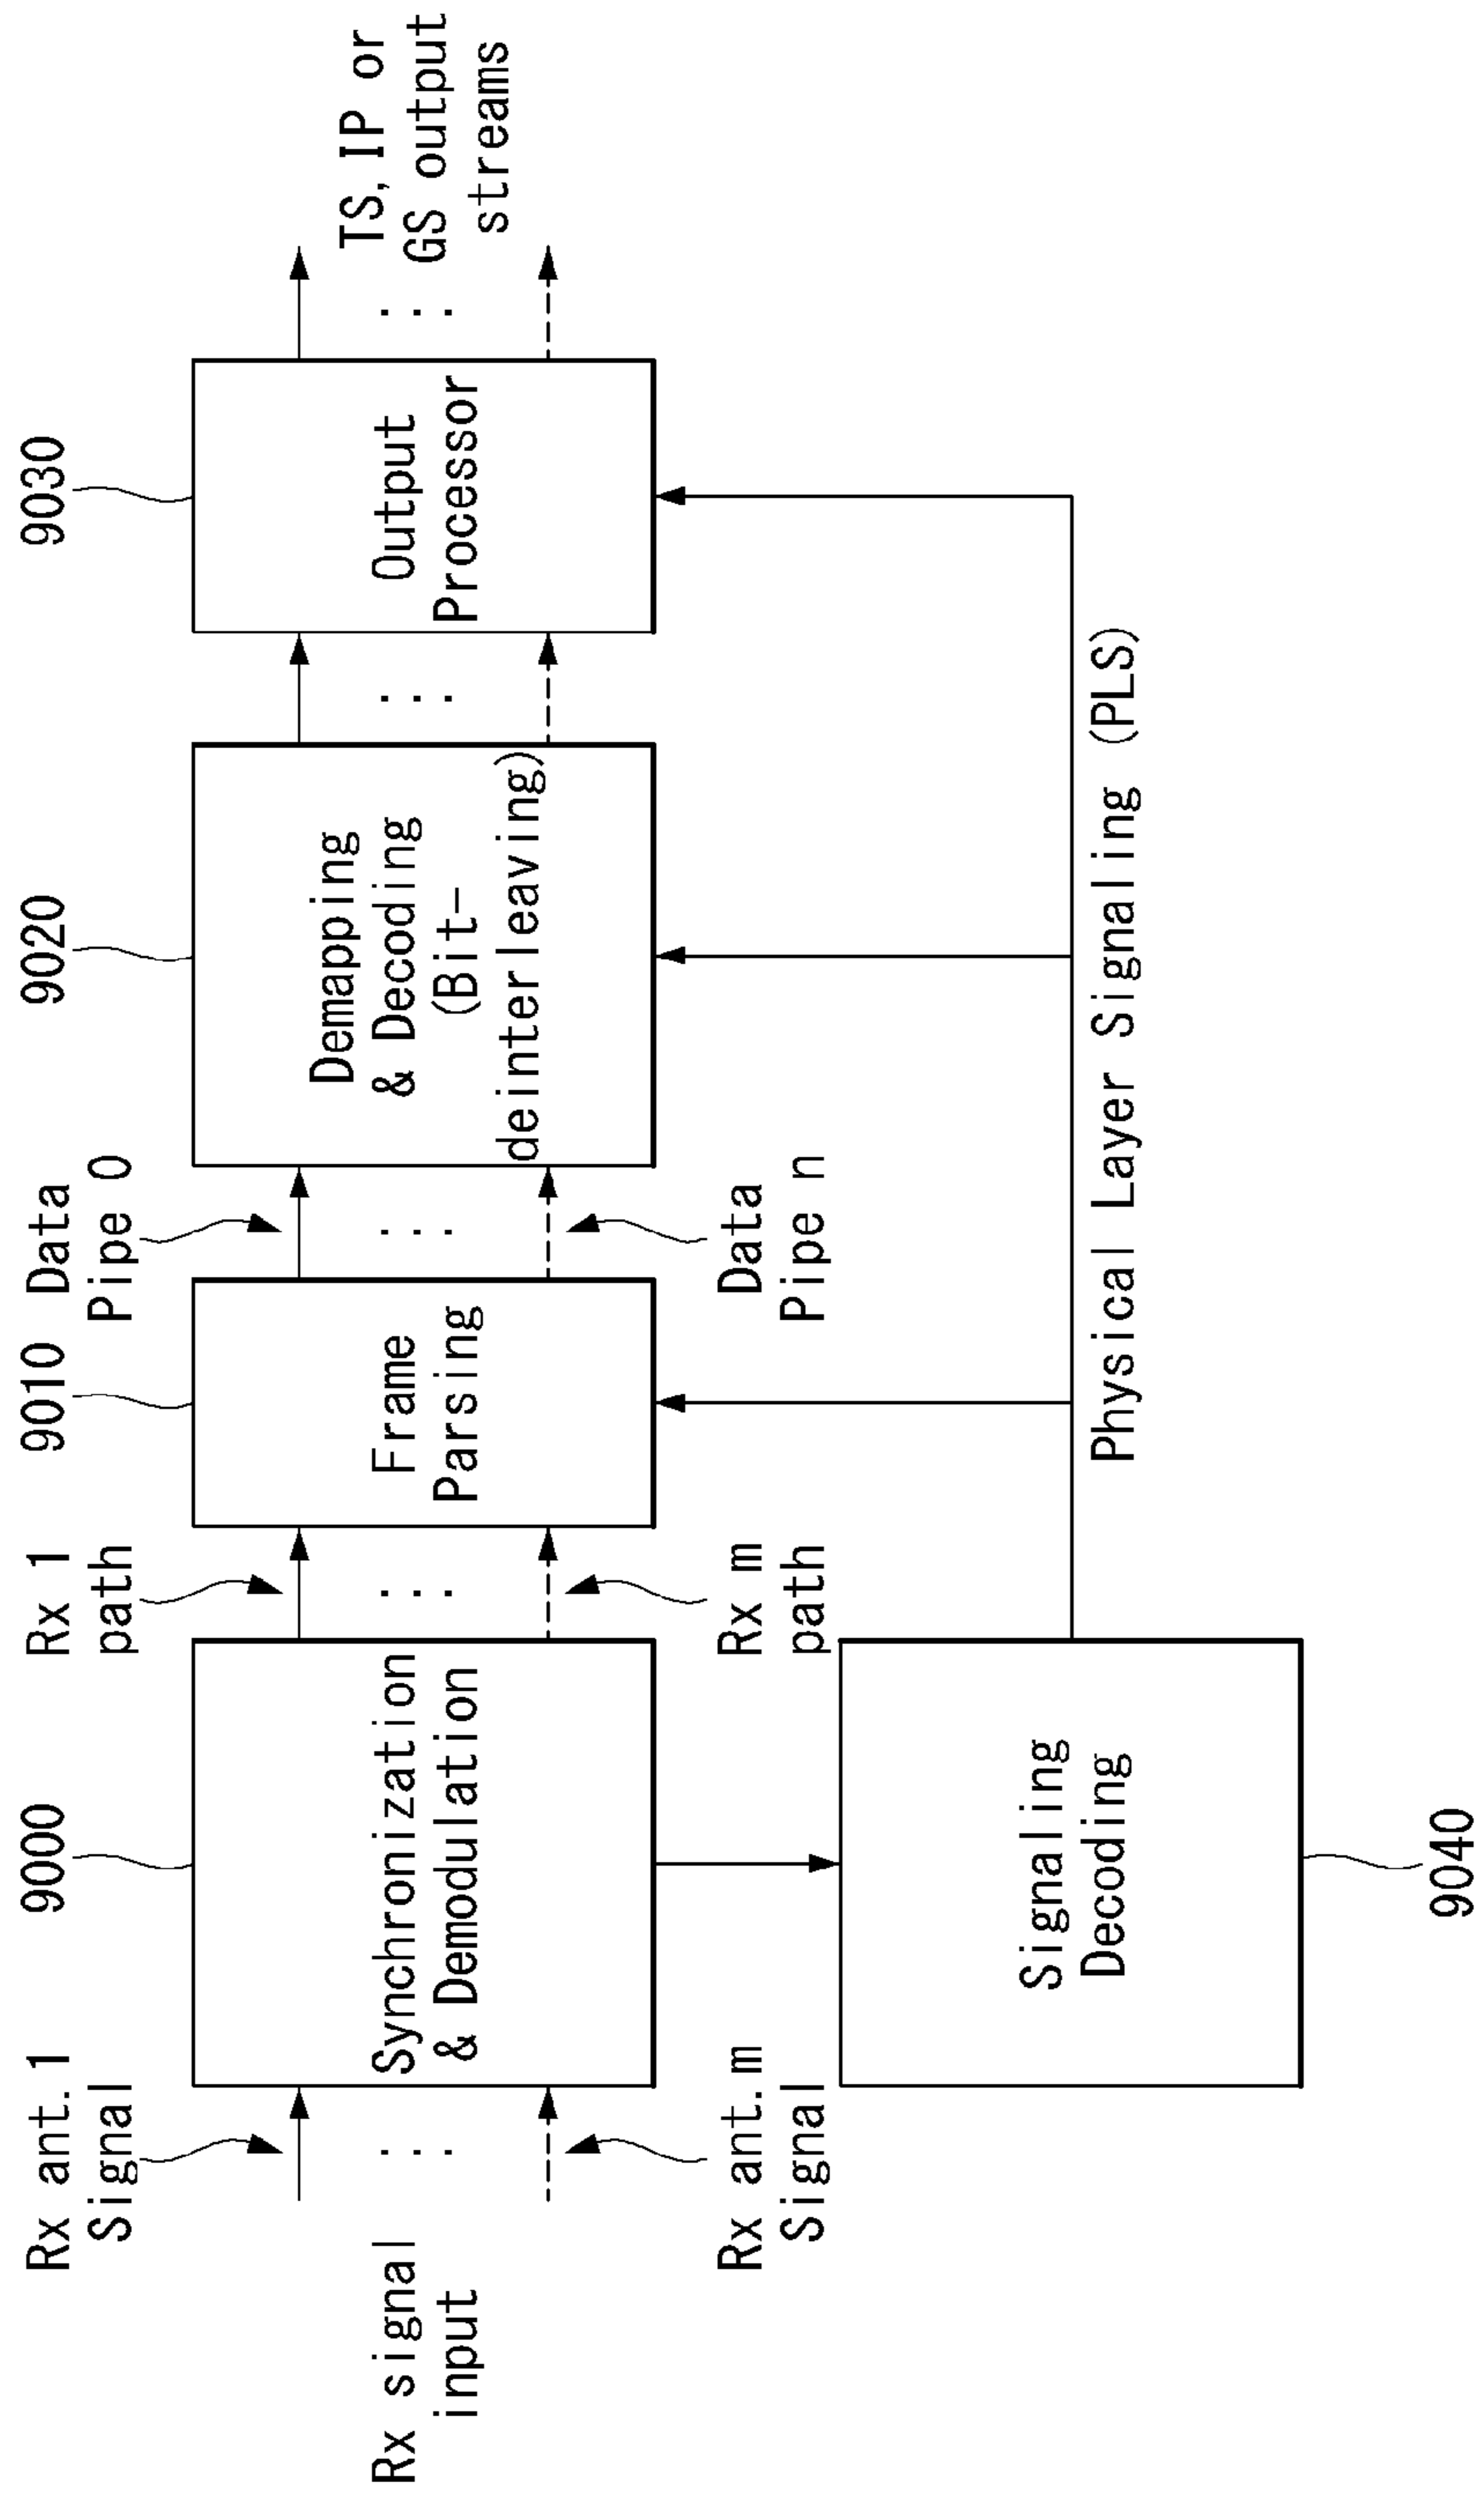 Rx signal
input
Rx ant.1
Signal
Rx ant.m
Signal
9000
Synchronization
& Demodulation
Rx 1
path
Rx m
path
9010
Frame
Parsing
Data
Pipe 0
Data
Pipe n
9020
Demapping
& Decoding
(Bit-
deinterleaving)
9030
Output
Processor
TS, IP or
GS output
streams
Signaling
Decoding
9040
Physical Layer Signaling (PLS)